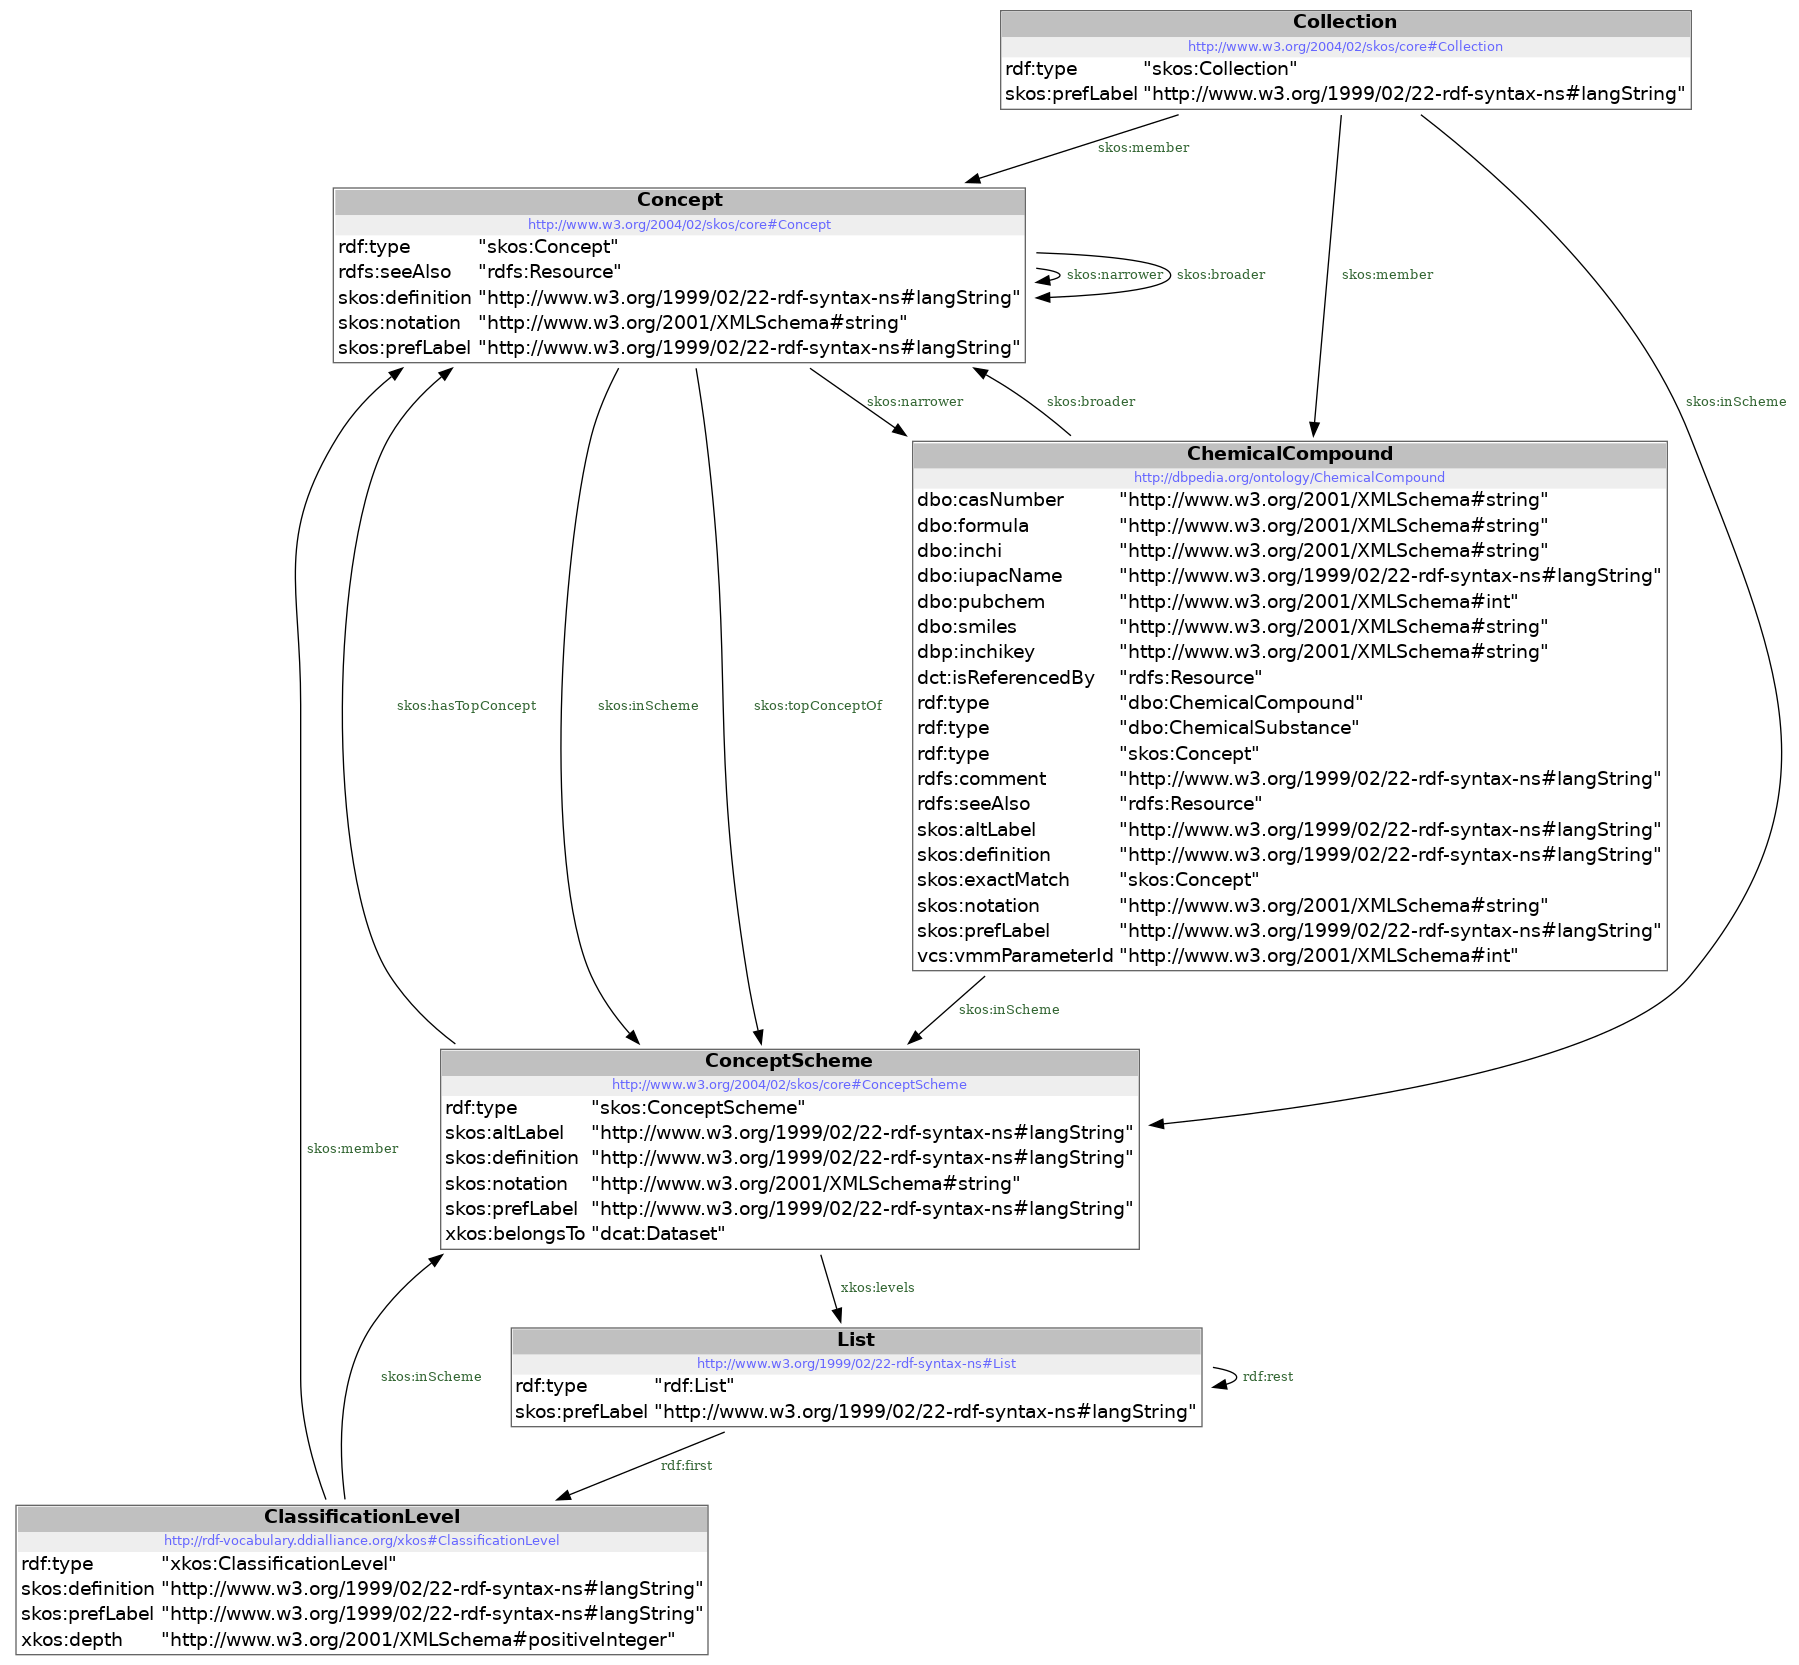 Collection
http://www.w3.org/2004/02/skos/core#Collection
rdf:type "skos:Collection"
skos:prefLabel "http://www.w3.org/1999/02/22-rdf-syntax-ns#langString"
skos:member
Concept
http://www.w3.org/2004/02/skos/core#Concept
rdf:type "skos:Concept"
rdfs:seeAlso "rdfs:Resource"
skos:definition "http://www.w3.org/1999/02/22-rdf-syntax-ns#langString"
skos:notation "http://www.w3.org/2001/XMLSchema#string"
skos:prefLabel "http://www.w3.org/1999/02/22-rdf-syntax-ns#langString"
skos:narrower
skos:broader
skos:member
skos:narrower
skos:broader
skos:inScheme
ChemicalCompound
http://dbpedia.org/ontology/ChemicalCompound
dbo:casNumber "http://www.w3.org/2001/XMLSchema#string"
dbo:formula "http://www.w3.org/2001/XMLSchema#string"
dbo:inchi "http://www.w3.org/2001/XMLSchema#string"
dbo:iupacName "http://www.w3.org/1999/02/22-rdf-syntax-ns#langString"
dbo:pubchem "http://www.w3.org/2001/XMLSchema#int"
dbo:smiles "http://www.w3.org/2001/XMLSchema#string"
dbp:inchikey "http://www.w3.org/2001/XMLSchema#string"
dct:isReferencedBy "rdfs:Resource"
rdf:type "dbo:ChemicalCompound"
rdf:type "dbo:ChemicalSubstance"
rdf:type "skos:Concept"
rdfs:comment "http://www.w3.org/1999/02/22-rdf-syntax-ns#langString"
rdfs:seeAlso "rdfs:Resource"
skos:altLabel "http://www.w3.org/1999/02/22-rdf-syntax-ns#langString"
skos:definition "http://www.w3.org/1999/02/22-rdf-syntax-ns#langString"
skos:exactMatch "skos:Concept"
skos:notation "http://www.w3.org/2001/XMLSchema#string"
skos:prefLabel "http://www.w3.org/1999/02/22-rdf-syntax-ns#langString"
vcs:vmmParameterId "http://www.w3.org/2001/XMLSchema#int"
skos:hasTopConcept
skos:inScheme
skos:topConceptOf
skos:inScheme
ConceptScheme
http://www.w3.org/2004/02/skos/core#ConceptScheme
rdf:type "skos:ConceptScheme"
skos:altLabel "http://www.w3.org/1999/02/22-rdf-syntax-ns#langString"
skos:definition "http://www.w3.org/1999/02/22-rdf-syntax-ns#langString"
skos:notation "http://www.w3.org/2001/XMLSchema#string"
skos:prefLabel "http://www.w3.org/1999/02/22-rdf-syntax-ns#langString"
xkos:belongsTo "dcat:Dataset"
skos:member
xkos:levels
List
http://www.w3.org/1999/02/22-rdf-syntax-ns#List
rdf:type "rdf:List"
skos:prefLabel "http://www.w3.org/1999/02/22-rdf-syntax-ns#langString"
skos:inScheme
rdf:rest
rdf:first
ClassificationLevel
http://rdf-vocabulary.ddialliance.org/xkos#ClassificationLevel
rdf:type "xkos:ClassificationLevel"
skos:definition "http://www.w3.org/1999/02/22-rdf-syntax-ns#langString"
skos:prefLabel "http://www.w3.org/1999/02/22-rdf-syntax-ns#langString"
xkos:depth "http://www.w3.org/2001/XMLSchema#positiveInteger"